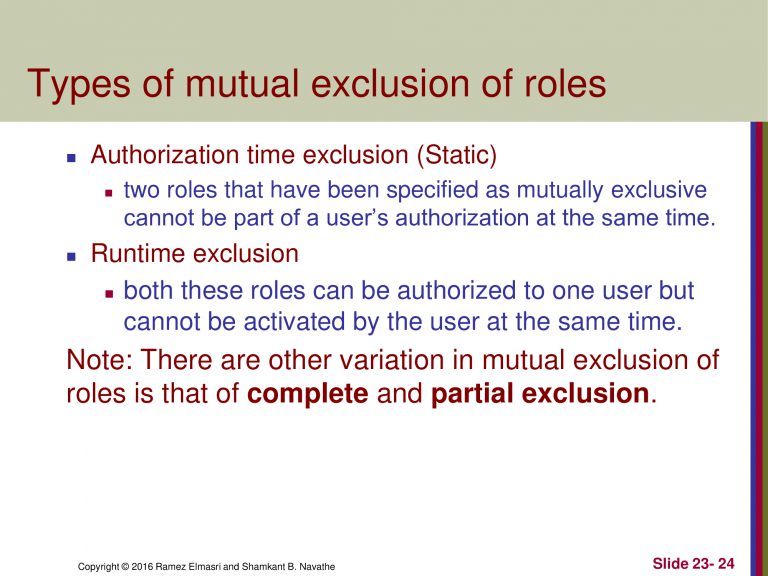 Types of mutual exclusion of roles
Authorization time exclusion (Static)
two roles that have been specified as mutually exclusive
cannot be part of a user’s authorization at the same time.
Runtime exclusion
both these roles can be authorized to one user but
cannot be activated by the user at the same time.
Note: There are other variation in mutual exclusion of
roles is that of complete and partial exclusion.
Copyright © 2016 Ramez Elmasri and Shamkant B. Navathe
Slide 23- 24